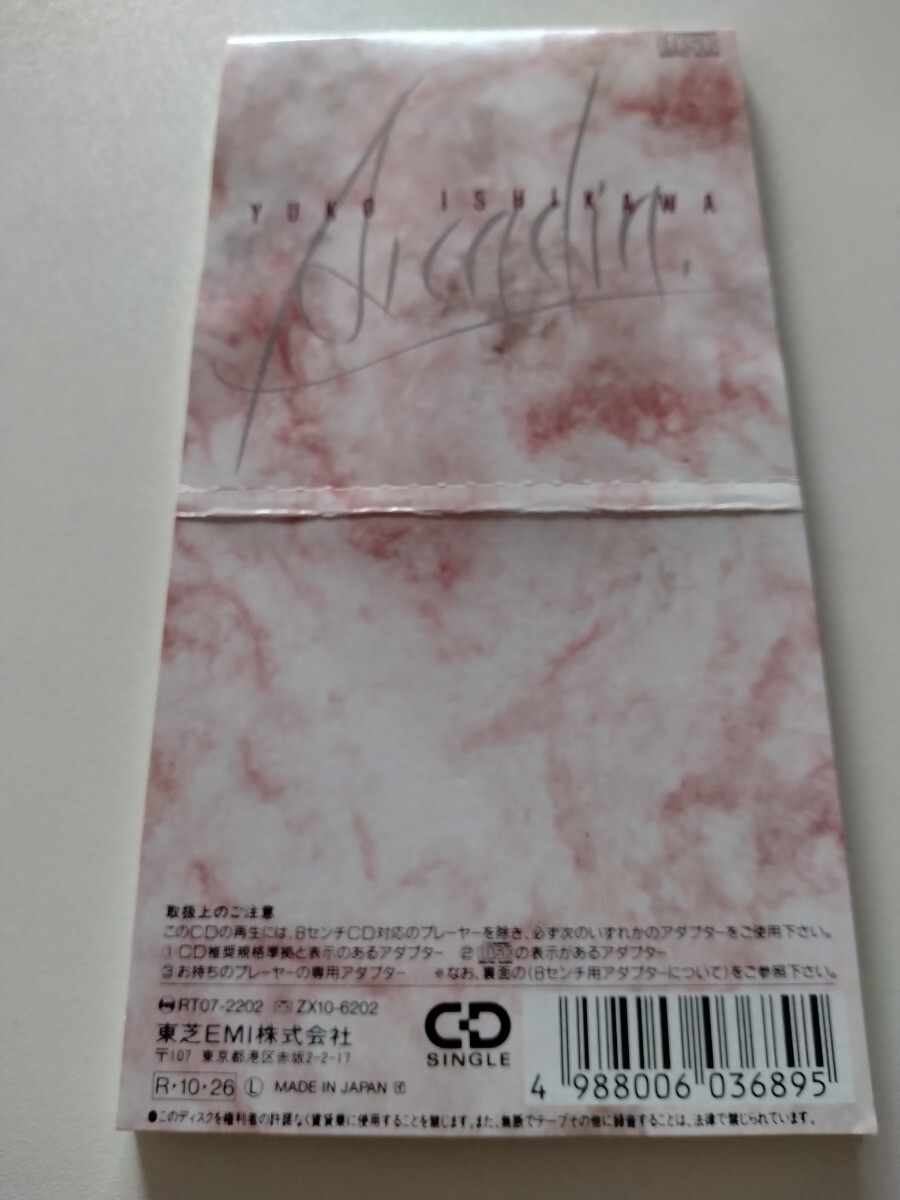 YUKO ISHIKAWA
Arcadia.
取扱上のご注意
このCDの再生には、8センチCD対応のプレーヤーを除き、必ず次のいずれかのアダプターをご使用下さい。
①CD推奨規格準拠と表示のあるアダプター 2 の表示があるアダプター
3お持ちのプレーヤーの専用アダプター ※なお、裏面の(8センチ用アダプターについて)をご参照下さい。
RT07-2202 ZX10-6202
東芝EMI株式会社
〒107 東京都港区赤坂2-2-17
CD
SINGLE
R・10・26 Ⓛ MADE IN JAPAN
4 988006 036895
●このディスクを権利者の許諾なく賃貸業に使用することを禁じます。また、無断でテープその他に録音することは、法律で禁じられています。